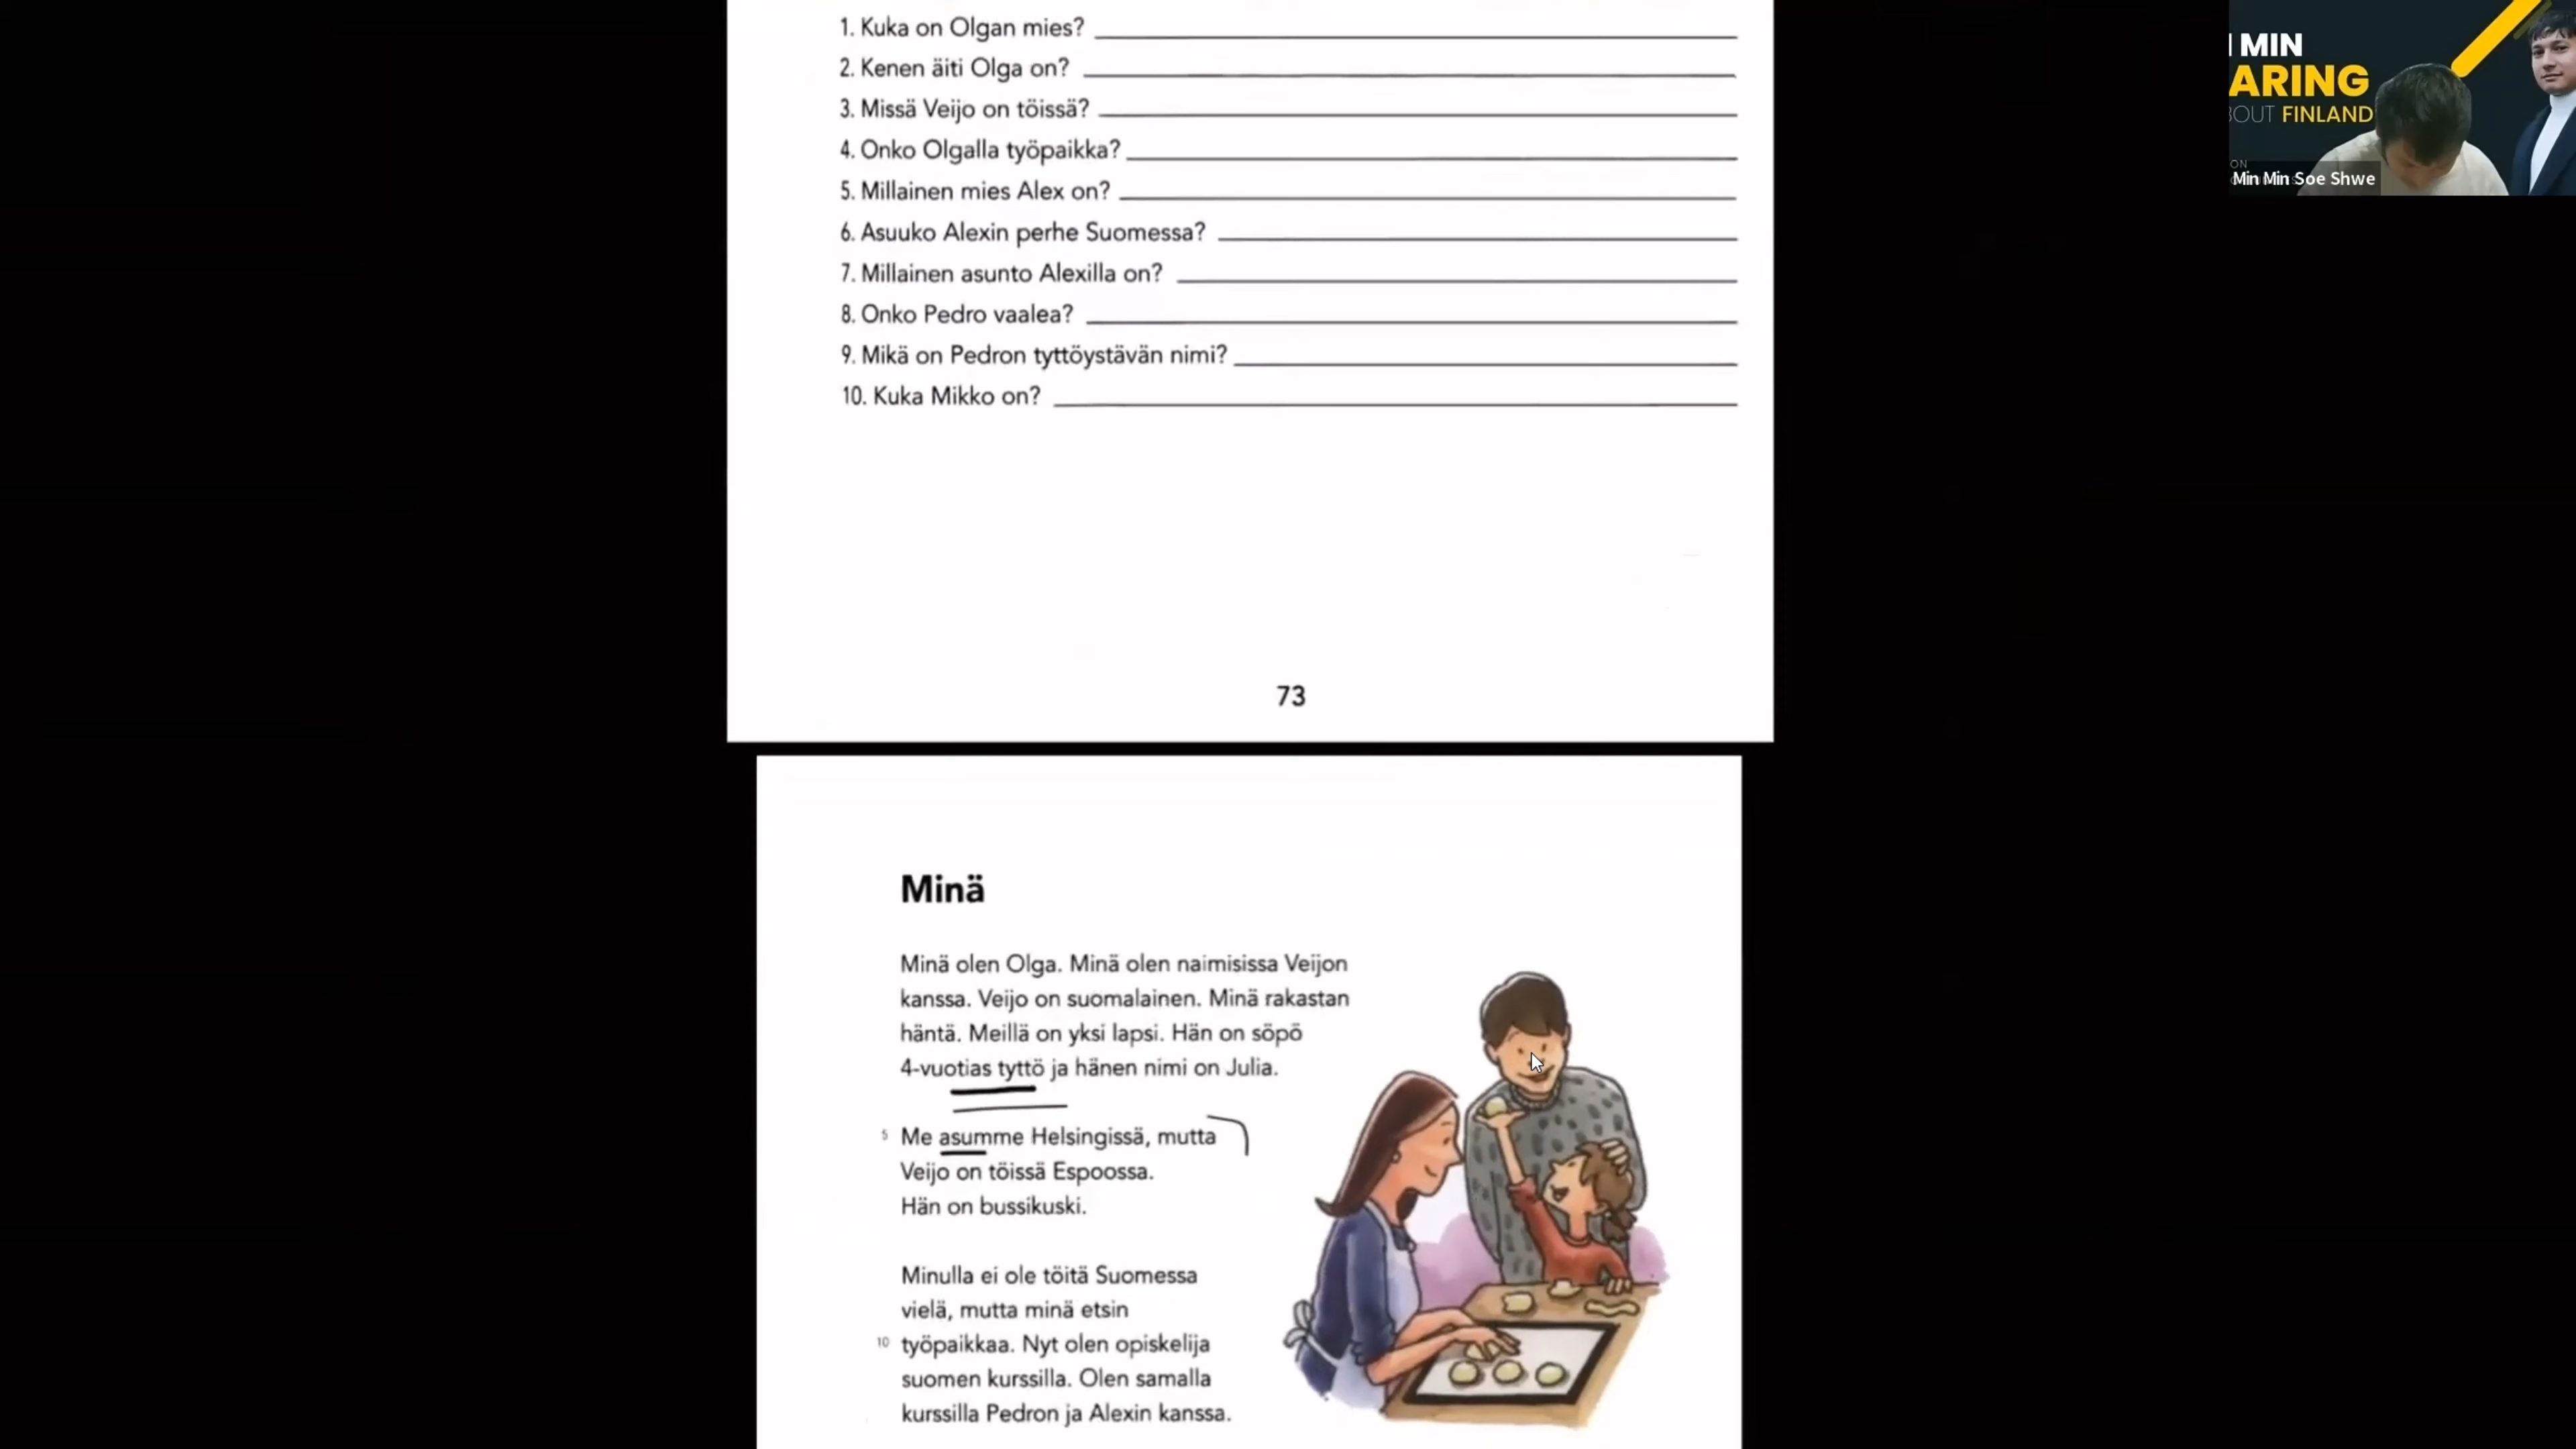 1. Kuka on Olgan mies?
2. Kenen äiti Olga on?
3. Missä Veijo on töissä?
4. Onko Olgalla työpaikka?
5. Millainen mies Alex on?
6. Asuuko Alexin perhe Suomessa?
7. Millainen asunto Alexilla on?
8. Onko Pedro vaalea?
9. Mikä on Pedron tyttöystävän nimi?
10. Kuka Mikko on?
73
MIN
ARING
BOUT FINLAND
ON
Min Min Soe Shwe
Minä
Minä olen Olga. Minä olen naimisissa Veijon
kanssa. Veijo on suomalainen. Minä rakastan
häntä. Meillä on yksi lapsi. Hän on söpö
4-vuotias tyttö ja hänen nimi on Julia.
5 Me asumme Helsingissä, mutta
Veijo on töissä Espoossa.
Hän on bussikuski.
Minulla ei ole töitä Suomessa
vielä, mutta minä etsin
10 työpaikkaa. Nyt olen opiskelija
suomen kurssilla. Olen samalla
kurssilla Pedron ja Alexin kanssa.